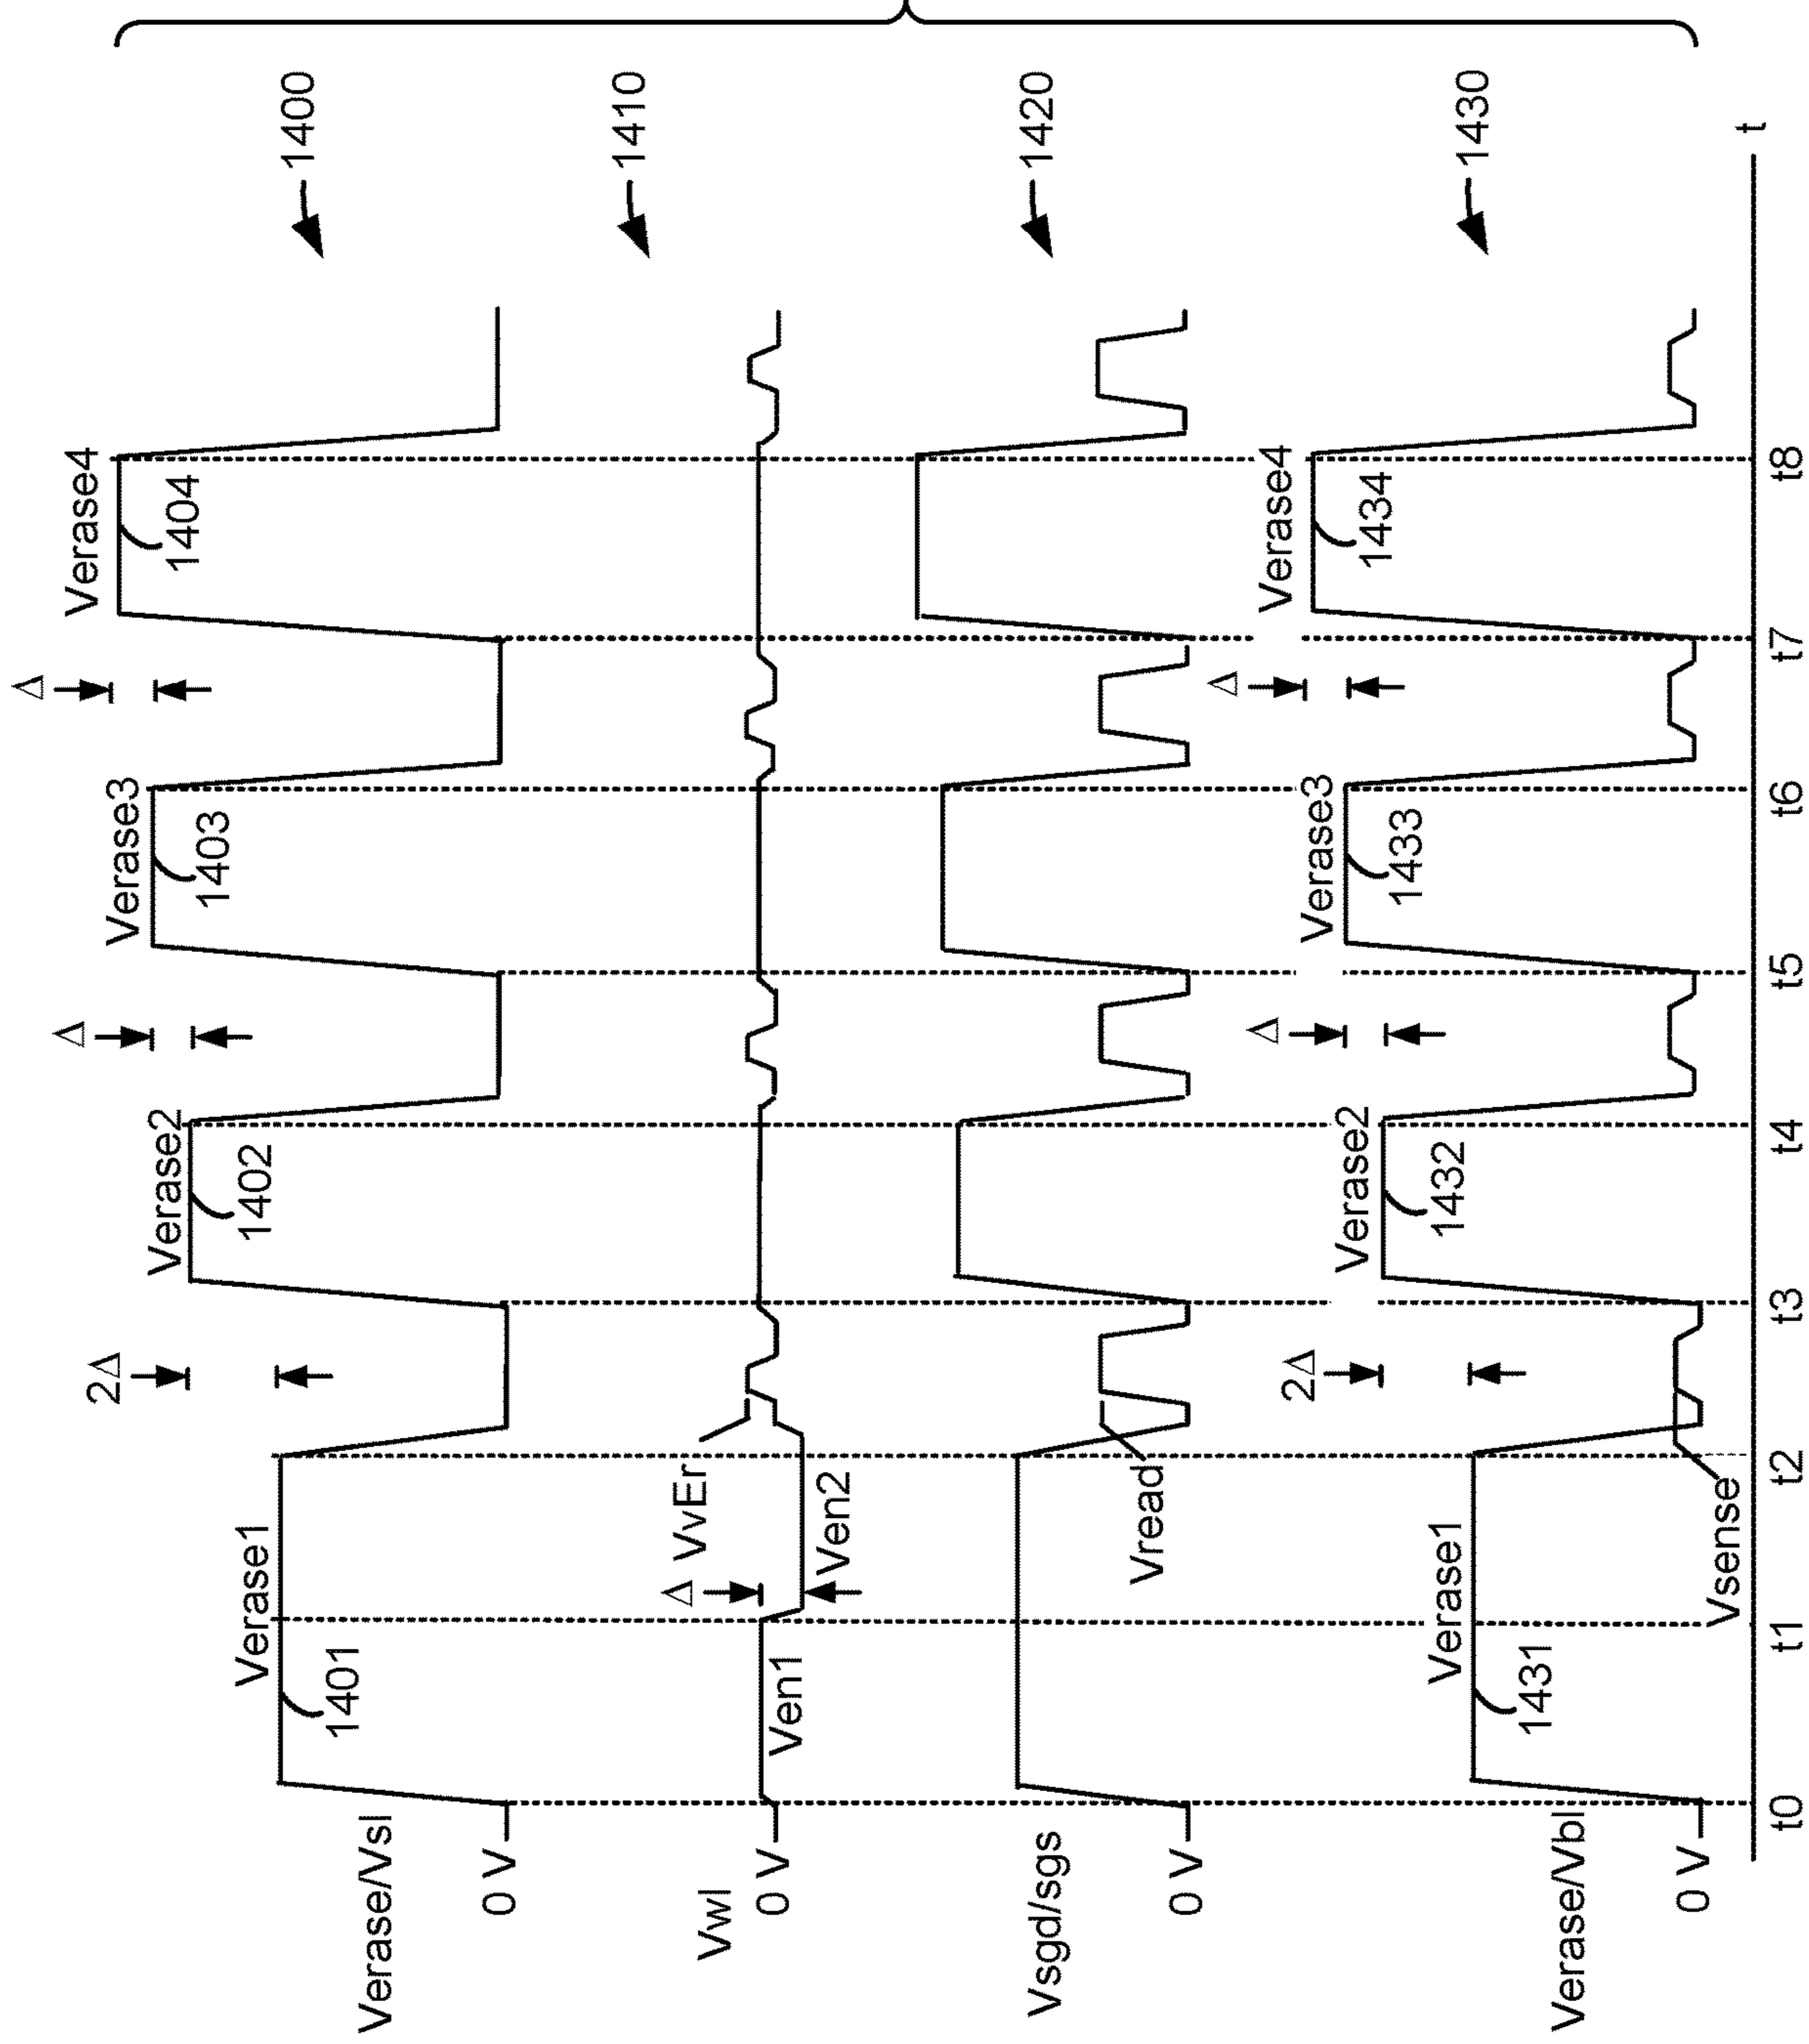 Δ
Δ
2Δ
Verase4
Verase3
Verase2
Verase1
1404
1403
1402
1401
1400
Verase/Vsl
0 V
VvEr
Δ
Ven1
Ven2
1410
Vwl
0 V
Vread
1420
Vsgd/sgs
0 V
Δ
Δ
2Δ
Verase4
Verase3
Verase2
Verase1
1434
1433
1432
1431
1430
Verase/Vbl
0 V
Vsense
t
t0 t1 t2 t3 t4 t5 t6 t7 t8